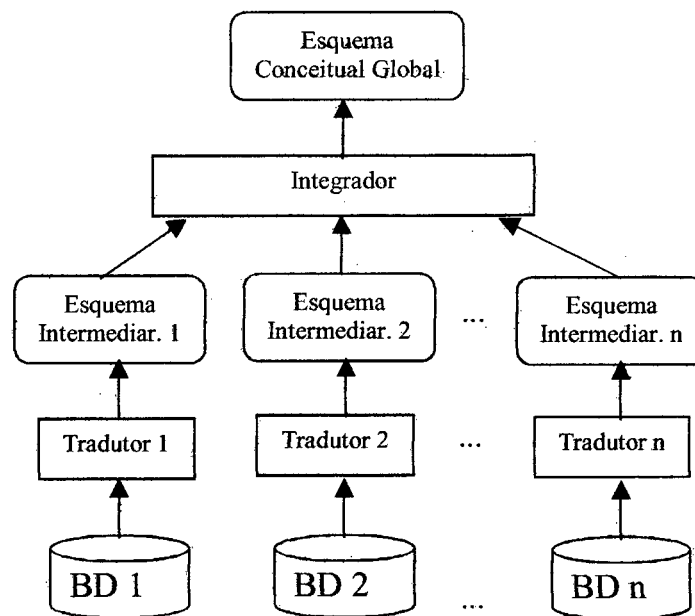 Esquema
Conceitual Global
Integrador
Esquema
Intermediar. 1
Esquema
Intermediar. 2
...
Esquema
Intermediar. n
Tradutor 1
Tradutor 2
...
Tradutor n
BD 1
BD 2
...
BD n